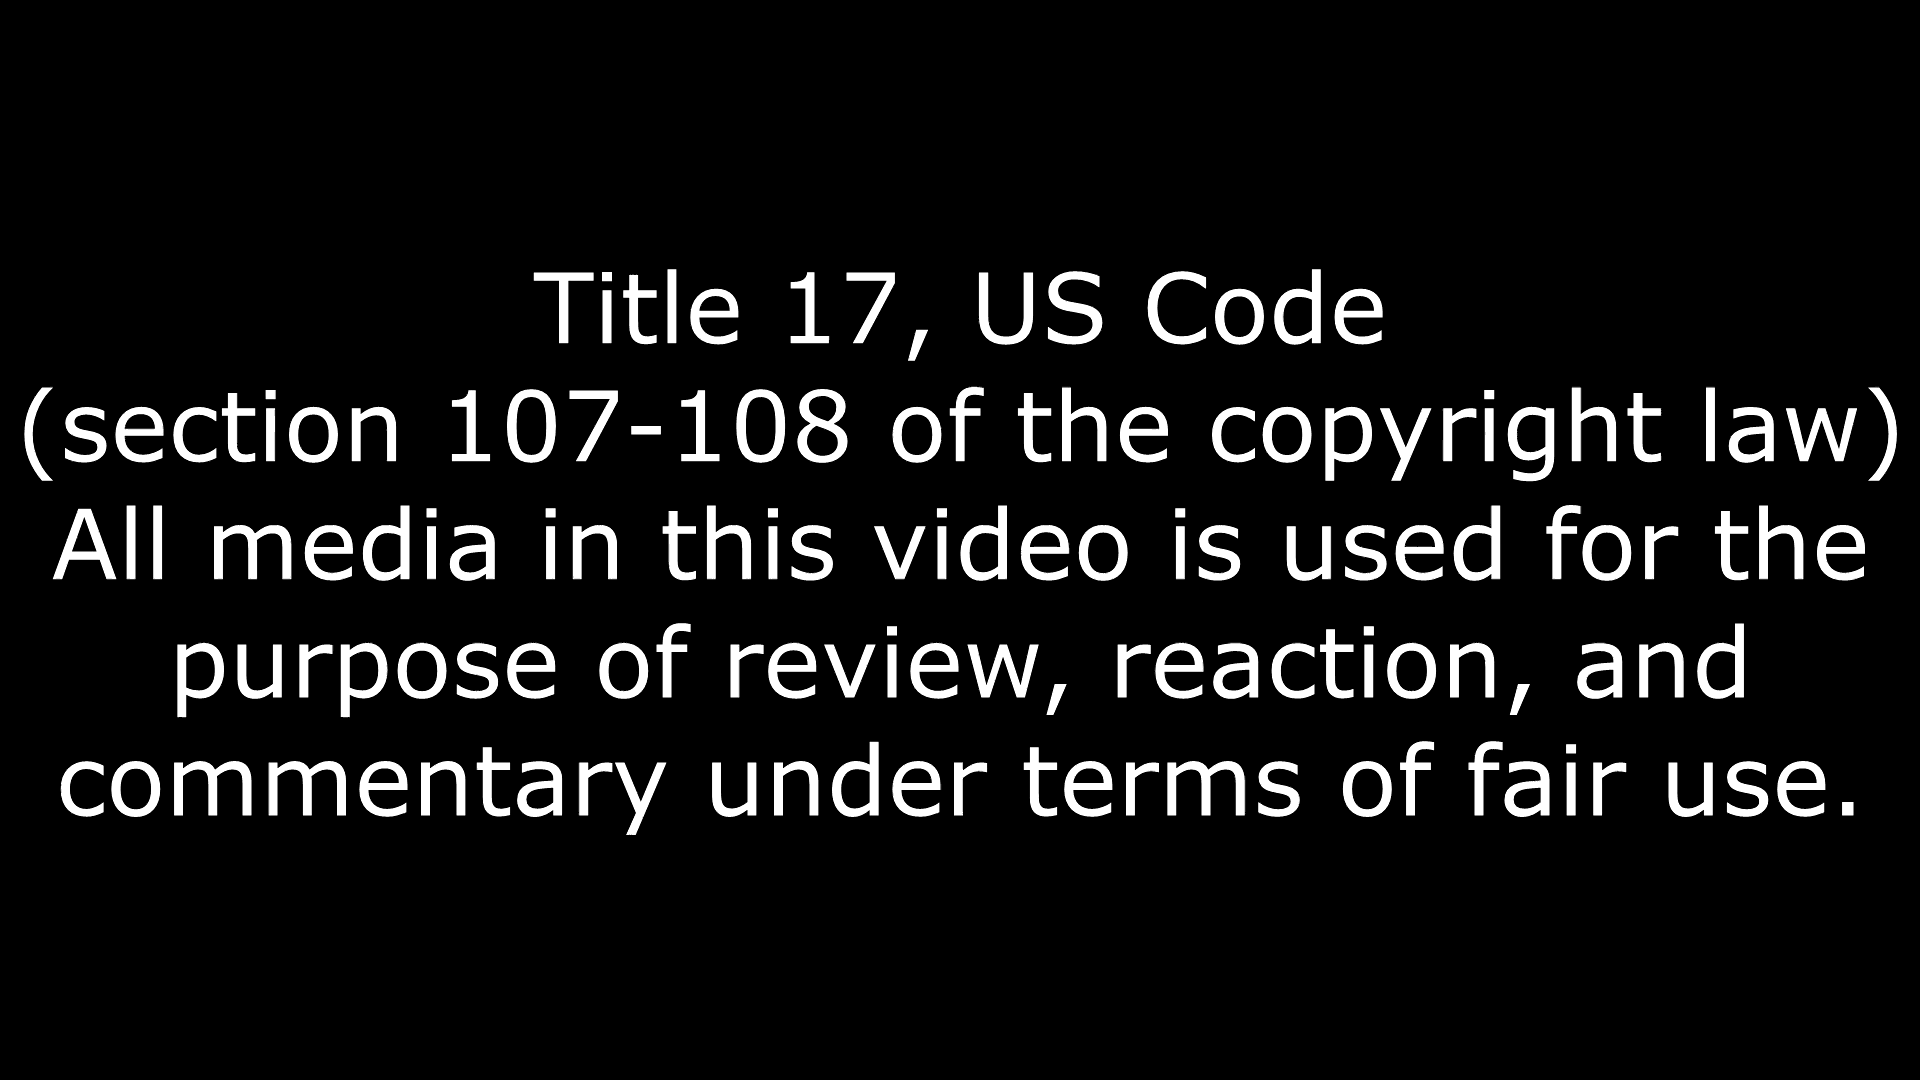 Title 17, US Code
(section 107-108 of the copyright law)
All media in this video is used for the
purpose of review, reaction, and
commentary under terms of fair use.